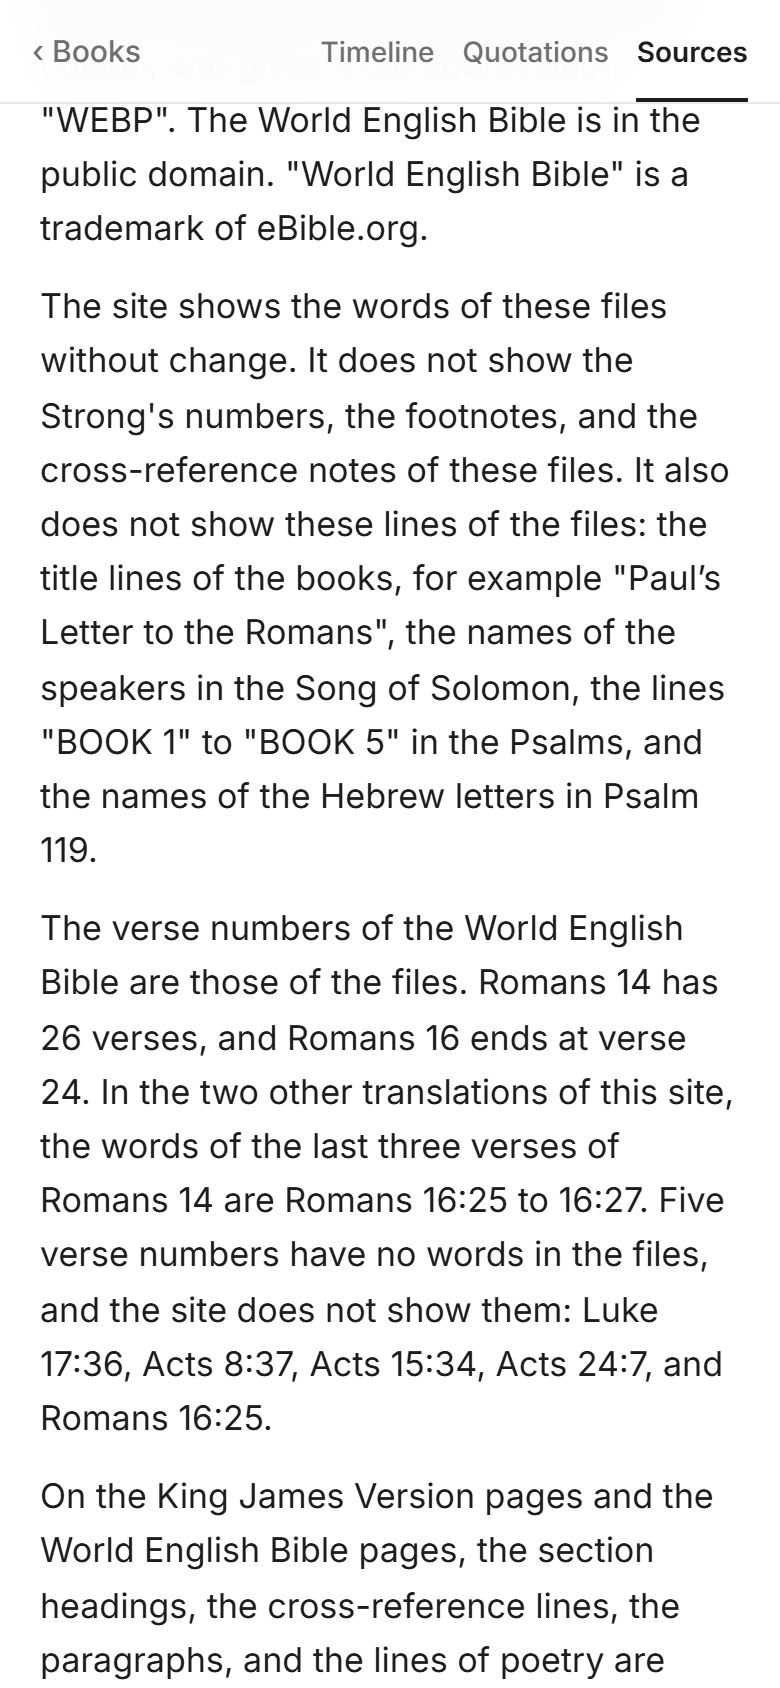 ‹ Books Timeline Quotations Sources
edition, and gives it the abbreviation
"WEBP". The World English Bible is in the
public domain. "World English Bible" is a
trademark of eBible.org.
The site shows the words of these files
without change. It does not show the
Strong's numbers, the footnotes, and the
cross-reference notes of these files. It also
does not show these lines of the files: the
title lines of the books, for example "Paul’s
Letter to the Romans", the names of the
speakers in the Song of Solomon, the lines
"BOOK 1" to "BOOK 5" in the Psalms, and
the names of the Hebrew letters in Psalm
119.
The verse numbers of the World English
Bible are those of the files. Romans 14 has
26 verses, and Romans 16 ends at verse
24. In the two other translations of this site,
the words of the last three verses of
Romans 14 are Romans 16:25 to 16:27. Five
verse numbers have no words in the files,
and the site does not show them: Luke
17:36, Acts 8:37, Acts 15:34, Acts 24:7, and
Romans 16:25.
On the King James Version pages and the
World English Bible pages, the section
headings, the cross-reference lines, the
paragraphs, and the lines of poetry are